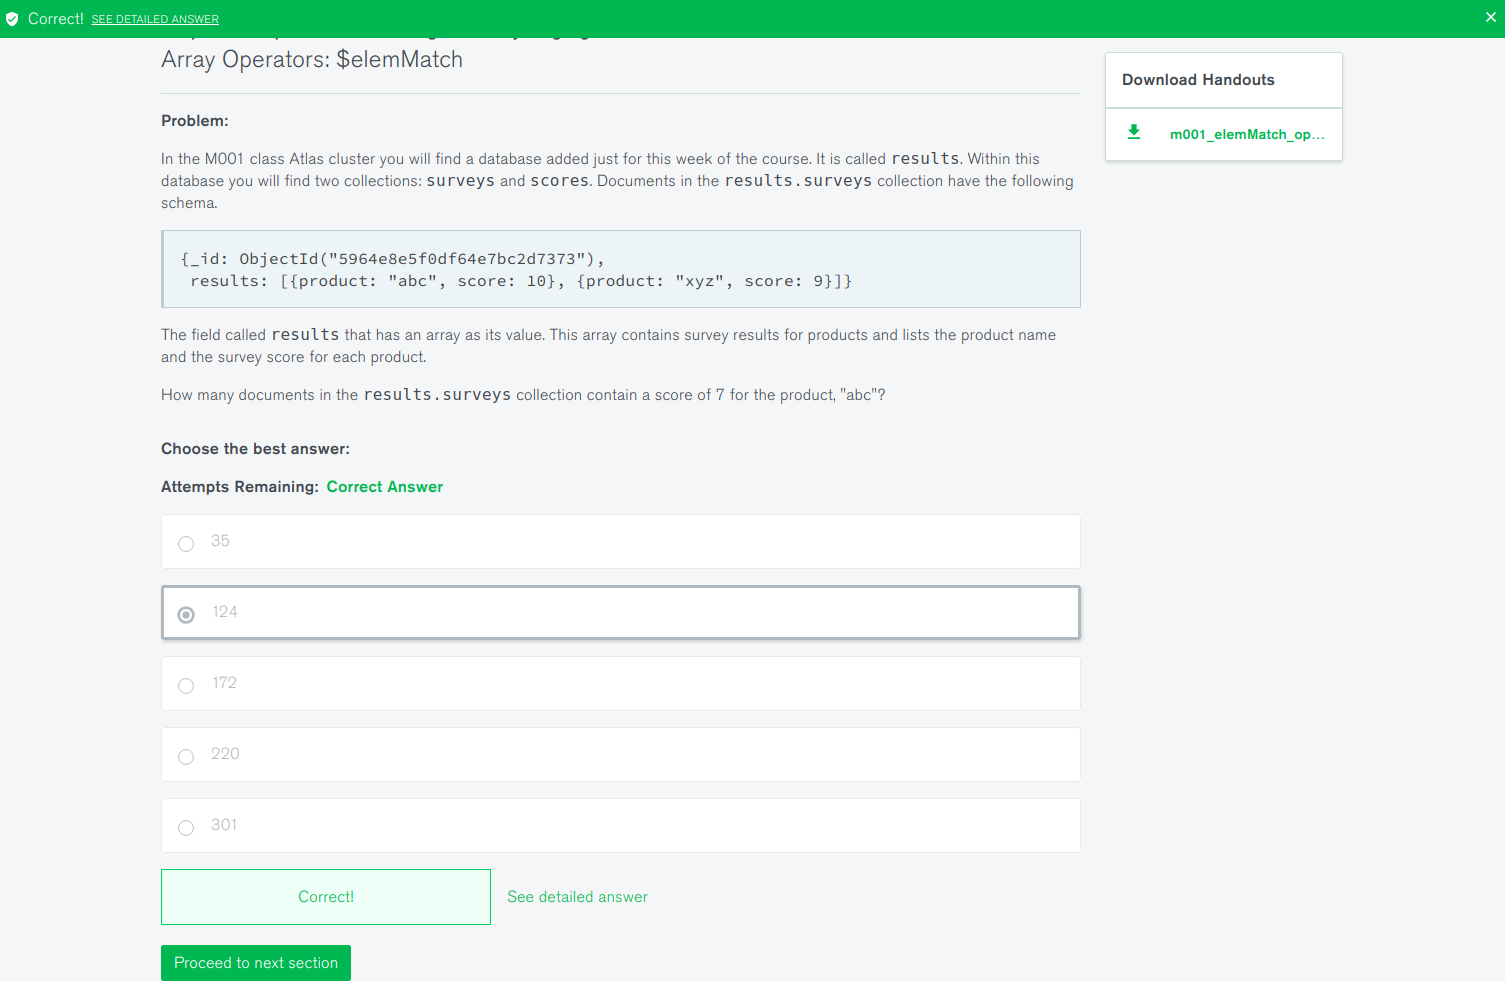 Correct! SEE DETAILED ANSWER
Array Operators: $elemMatch
Problem:
In the M001 class Atlas cluster you will find a database added just for this week of the course. It is called results. Within this
database you will find two collections: surveys and scores. Documents in the results.surveys collection have the following
schema.
{_id: ObjectId("5964e8e5f0df64e7bc2d7373"),
results: [{product: "abc", score: 10}, {product: "xyz", score: 9}]}
The field called results that has an array as its value. This array contains survey results for products and lists the product name
and the survey score for each product.
How many documents in the results.surveys collection contain a score of 7 for the product, "abc"?
Choose the best answer:
Attempts Remaining: Correct Answer
35
124
172
220
301
Correct! See detailed answer
Proceed to next section
Download Handouts
m001_elemMatch_op...